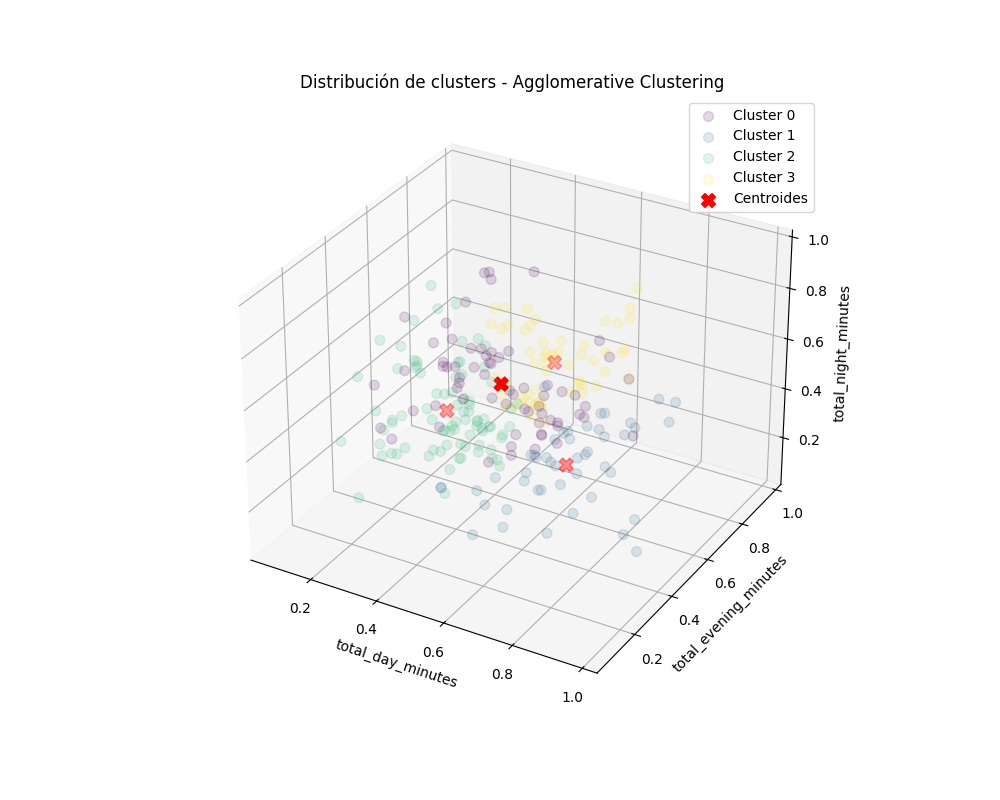 Distribución de clusters - Agglomerative Clustering
Cluster 0
Cluster 1
Cluster 2
Cluster 3
Centroides
1.0
0.8
0.6
0.4
0.2
total_night_minutes
1.0
0.8
0.6
0.4
0.2
total_evening_minutes
0.2
0.4
0.6
0.8
1.0
total_day_minutes